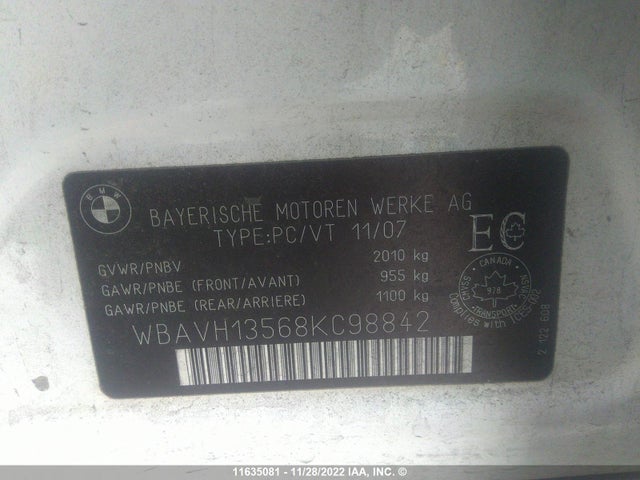 BMW
BAYERISCHE MOTOREN WERKE AG
TYPE:PC/VT 11/07
EC
GVWR/PNBV 2010 kg
GAWR/PNBE (FRONT/AVANT) 955 kg
GAWR/PNBE (REAR/ARRIERE) 1100 kg
WBAVH13568KC98842
CANADA
978
TRANSPORT
Complies with
11635081 - 11/28/2022 IAA, INC. ©